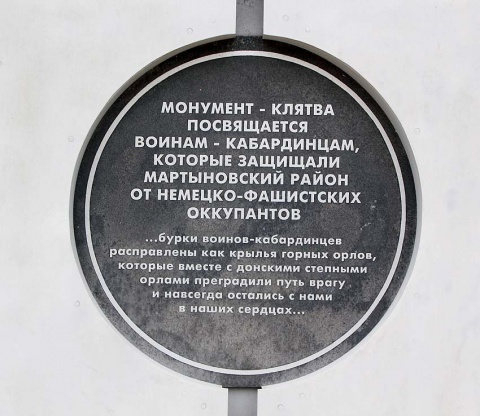 МОНУМЕНТ - КЛЯТВА
ПОСВЯЩАЕТСЯ
ВОИНАМ - КАБАРДИНЦАМ,
КОТОРЫЕ ЗАЩИЩАЛИ
МАРТЫНОВСКИЙ РАЙОН
ОТ НЕМЕЦКО-ФАШИСТСКИХ
ОККУПАНТОВ
...бурки воинов-кабардинцев
расправлены как крылья горных орлов,
которые вместе с донскими степными
орлами преградили путь врагу
и навсегда остались с нами
в наших сердцах...